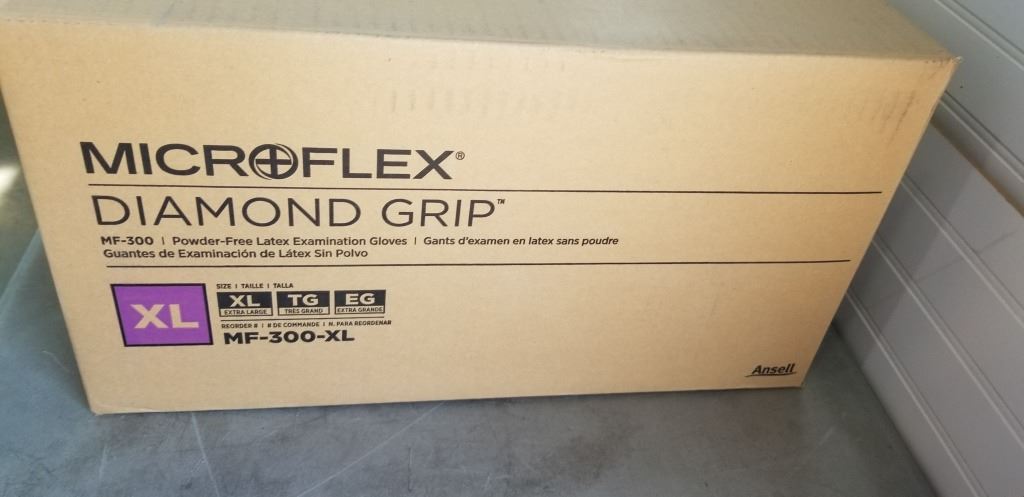 MICROFLEX®
DIAMOND GRIP™
MF-300 | Powder-Free Latex Examination Gloves | Gants d'examen en latex sans poudre
Guantes de Examinación de Látex Sin Polvo
XL
SIZE | TAILLE | TALLA
XL TG EG
EXTRA LARGE TRÈS GRAND EXTRA GRANDE
REORDER # | # DE COMMANDE | N. PARA REORDENAR
MF-300-XL
Ansell